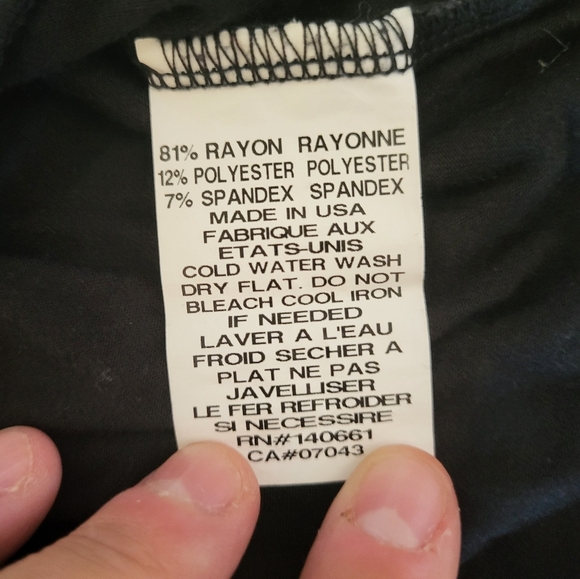 81% RAYON RAYONNE
12% POLYESTER POLYESTER
7% SPANDEX SPANDEX
MADE IN USA
FABRIQUE AUX
ETATS-UNIS
COLD WATER WASH
DRY FLAT. DO NOT
BLEACH COOL IRON
IF NEEDED
LAVER A L'EAU
FROID SECHER A
PLAT NE PAS
JAVELLISER
LE FER REFROIDER
SI NECESSIRE
RN#140661
CA#07043